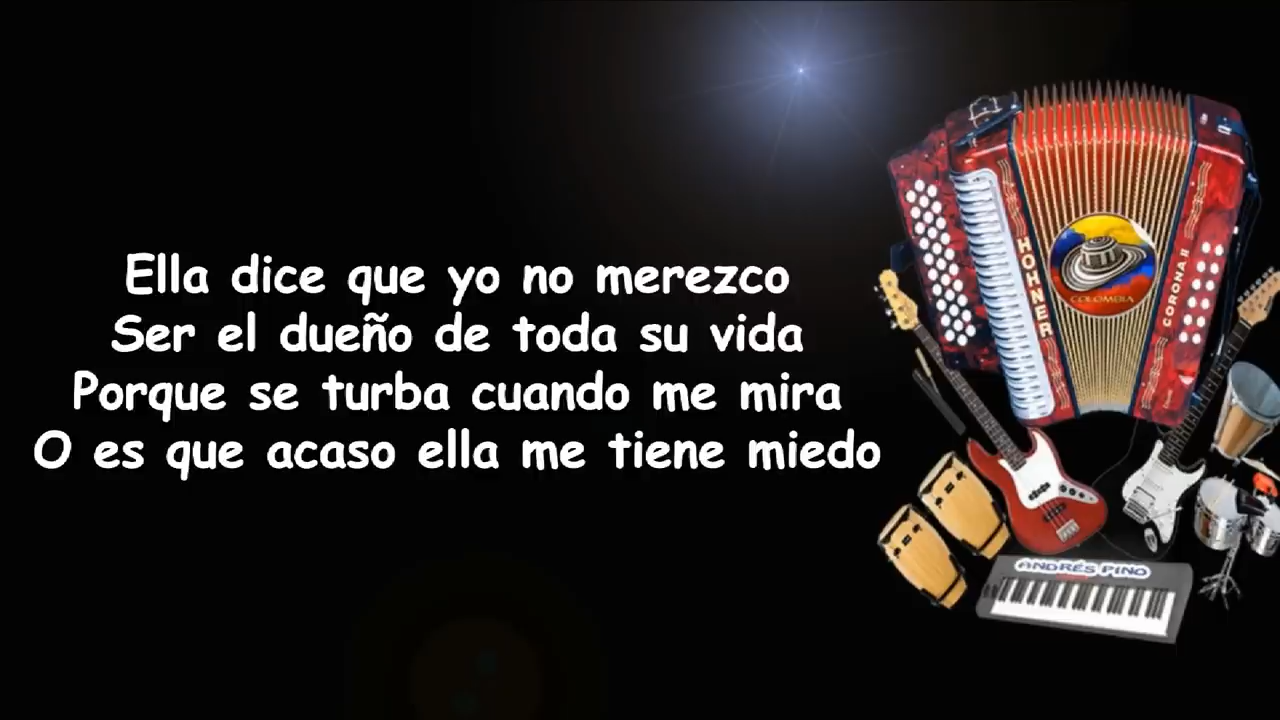 Ella dice que yo no merezco
Ser el dueño de toda su vida
Porque se turba cuando me mira
O es que acaso ella me tiene miedo
HOHNER
COLOMBIA
CORONA II
ANDRÉS PINO